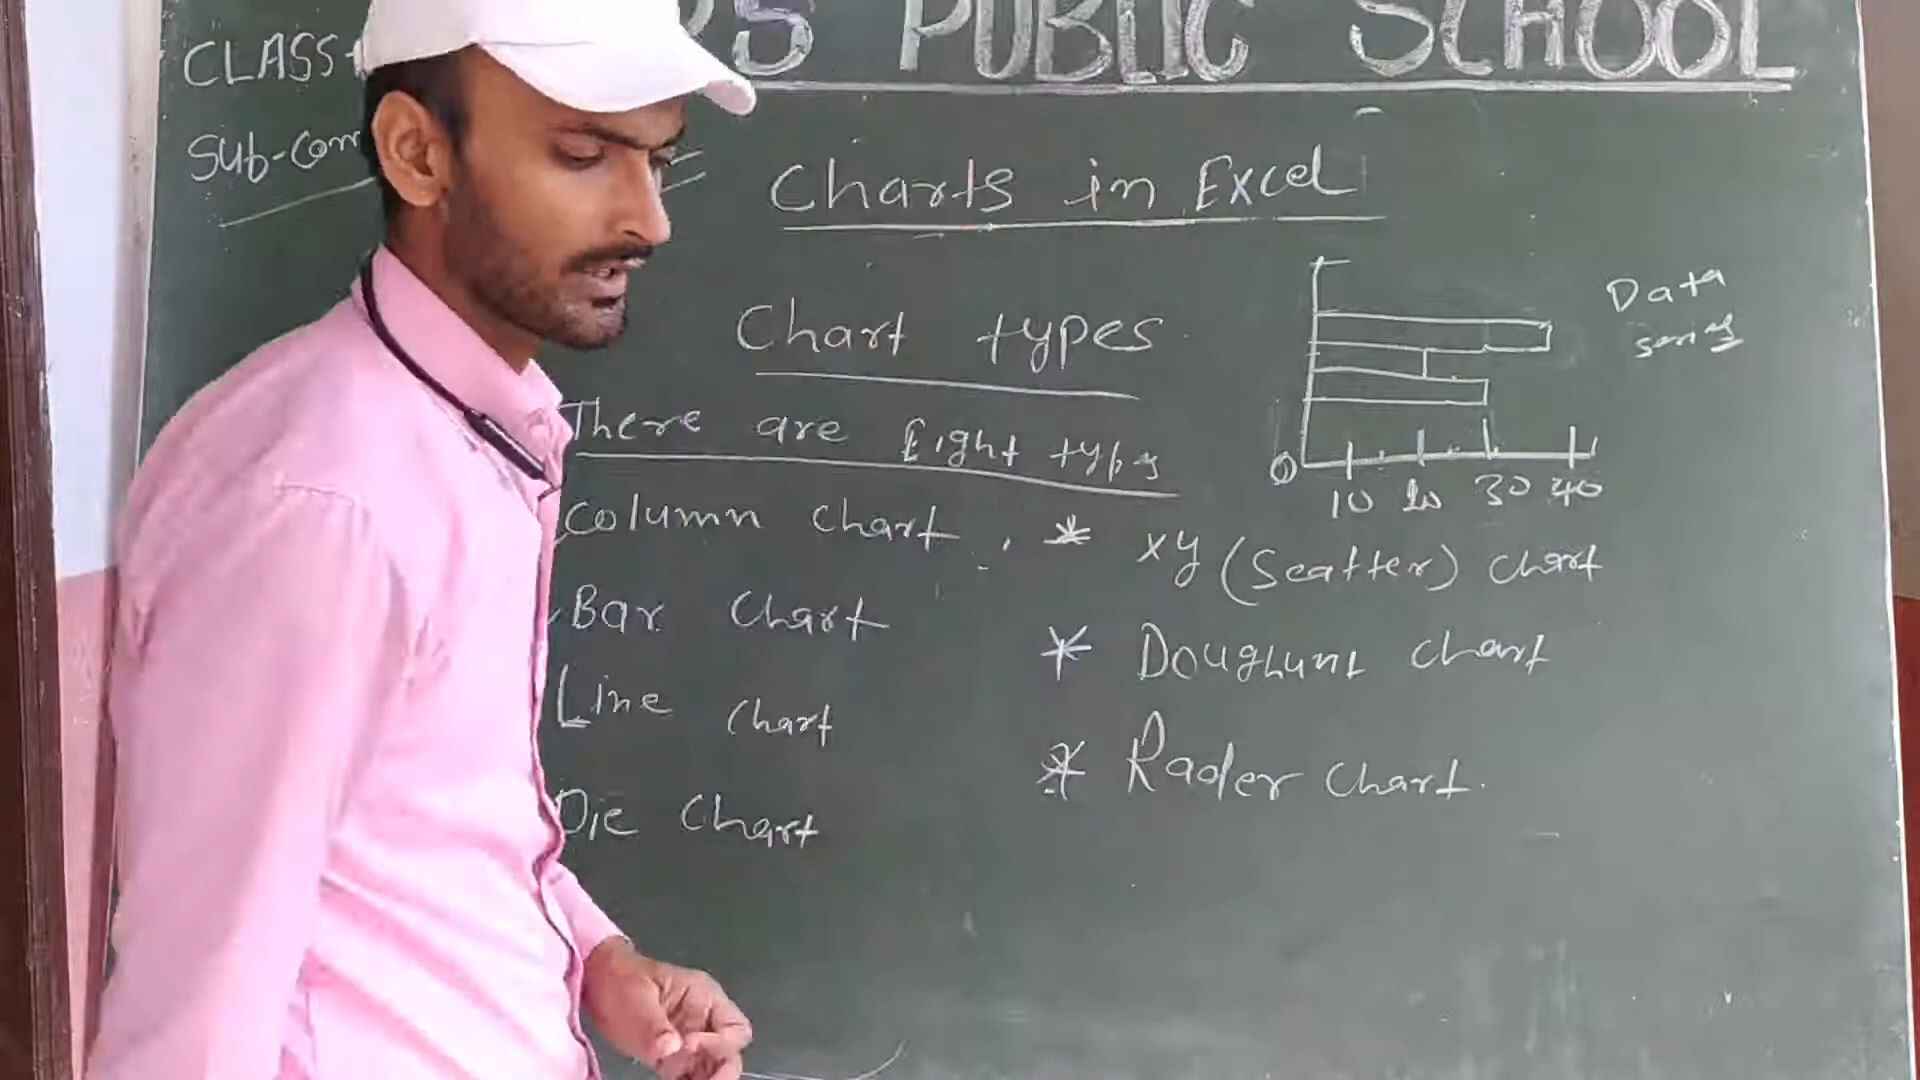 PUBLIC SCHOOL
CLASS
Sub-Com
Charts in Excel
Chart types
Data
series
There are Eight types
0
10 20 30 40
Column chart
* xy (Scatter) chart
Bar Chart
* Doughunt chart
Line chart
* Rader chart.
Pie Chart